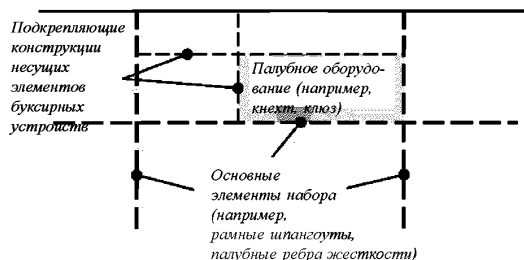 Подкрепляющие
конструкции
несущих
элементов
буксирных
устройств
Палубное оборудо-
вание (например,
кнехт, клюз)
Основные
элементы набора
(например,
рамные шпангоуты,
палубные ребра жесткости)